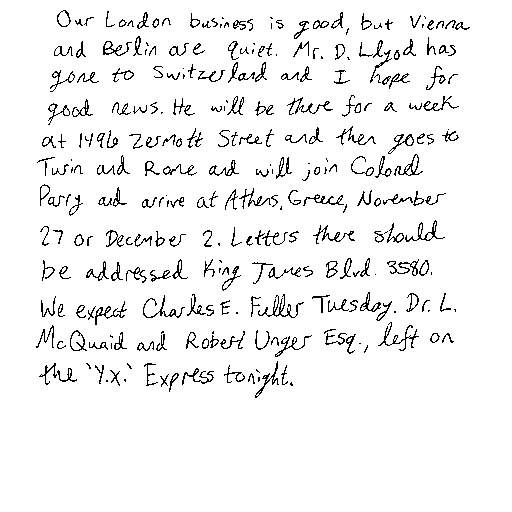 Our London business is good, but Vienna
and Berlin are quiet. Mr. D. Llyod has
gone to Switzerland and I hope for
good news. He will be there for a week
at 1496 Zermott Street and then goes to
Turin and Rome and will join Colonel
Parry and arrive at Athens, Greece, November
27 or December 2. Letters there should
be addressed King James Blvd. 3580.
We expect Charles E. Fuller Tuesday. Dr. L.
McQuaid and Robert Unger Esq., left on
the 'Y.X.' Express tonight.